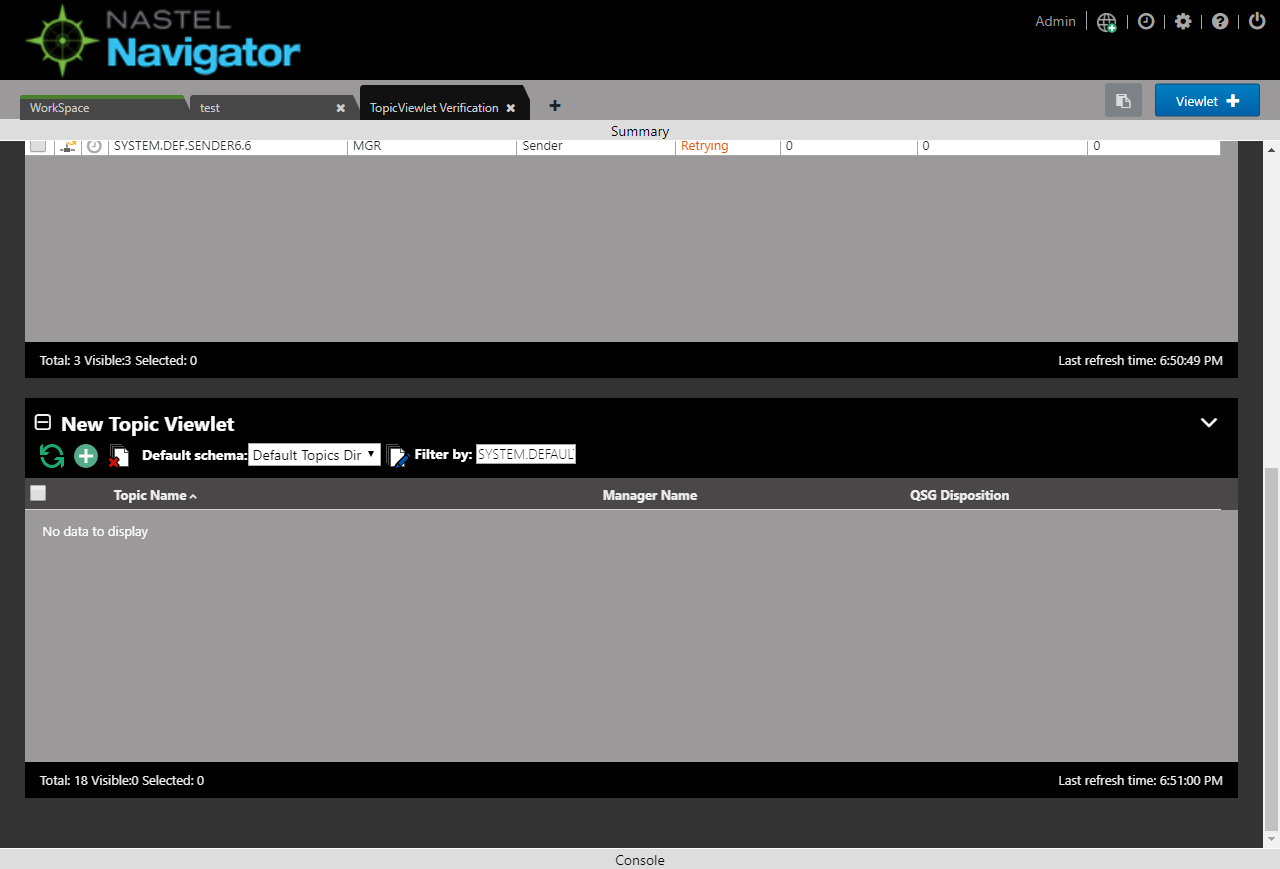 NASTEL
Navigator
Admin
WorkSpace
test
TopicViewlet Verification
Viewlet
Summary
SYSTEM.DEF.SENDER6.6 MGR Sender Retrying 0 0 0
Total: 3 Visible:3 Selected: 0
Last refresh time: 6:50:49 PM
New Topic Viewlet
Default schema: Default Topics Dir Filter by: SYSTEM.DEFAUL
Topic Name Manager Name QSG Disposition
No data to display
Total: 18 Visible:0 Selected: 0
Last refresh time: 6:51:00 PM
Console